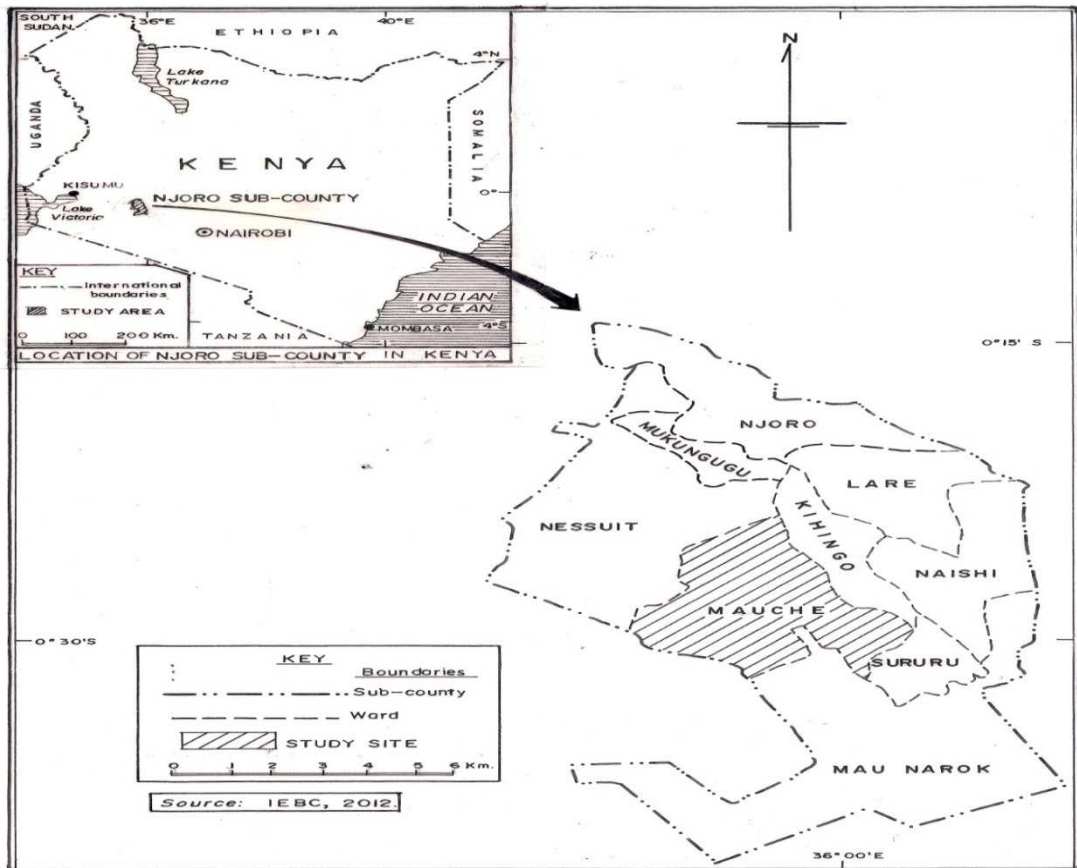 SOUTH
SUDAN
36°E
40°E
ETHIOPIA
4°N
Lake
Turkana
UGANDA
SOMALIA
KENYA
0°
KISUMU
NJORO SUB-COUNTY
Lake
Victoria
NAIROBI
KEY
International
boundaries
STUDY AREA
0 100 200 Km.
INDIAN
OCEAN
MOMBASA
4°S
TANZANIA
LOCATION OF NJORO SUB-COUNTY IN KENYA
N
0°15' S
NJORO
MUKUNGUGU
LARE
KIHINGO
NESSUIT
NAISHI
MAUCHE
0°30'S
SURURU
KEY
Boundaries
Sub-county
Ward
STUDY SITE
0 1 2 3 4 5 6 Km.
MAU NAROK
Source: IEBC, 2012.
36°00'E